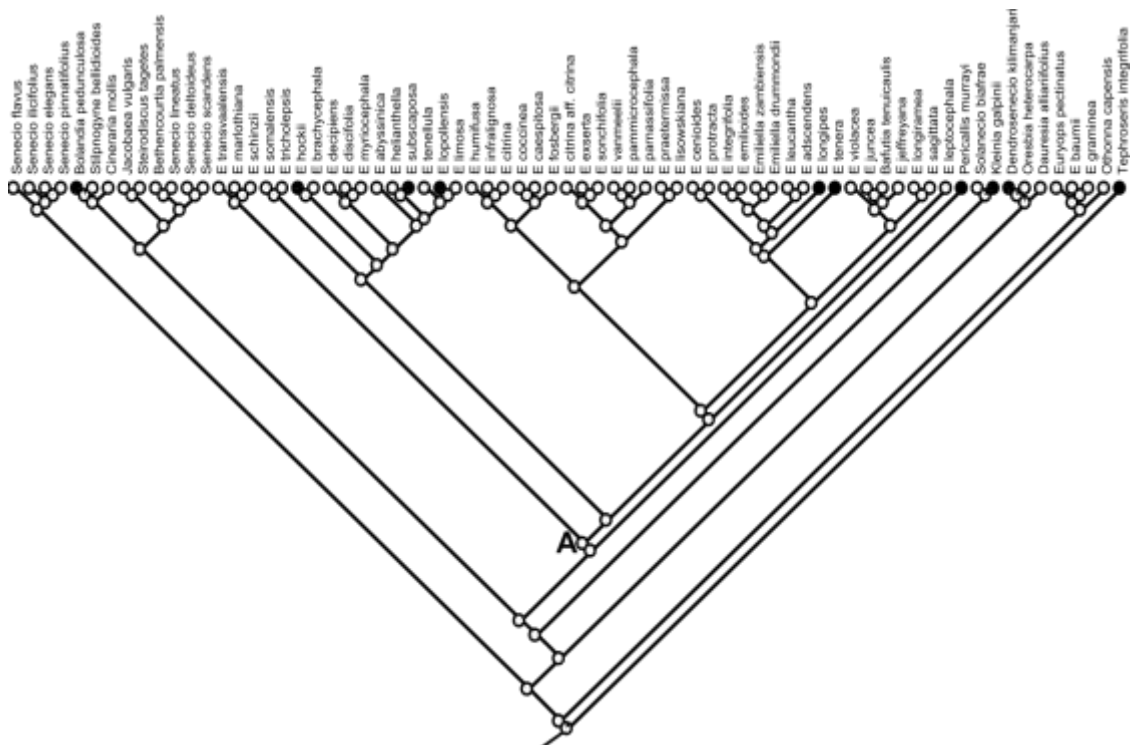 Senecio flavus
Senecio ilicifolius
Senecio elegans
Senecio pinnatifolius
Bolandia pedunculosa
Stilpnogyne bellidioides
Cineraria mollis
Jacobaea vulgaris
Steirodiscus tagetes
Bethencourtia palmensis
Senecio lineatus
Senecio deltoideus
Senecio scandens
E transvaalensis
E marlothiana
E schinzii
E somalensis
E tricholepsis
E hockii
E brachycephala
E decipiens
E discifolia
E myriocephala
E abyssinica
E helianthella
E suboscaposa
E tenellula
E lopollensis
E limosa
E humifusa
E infralignosa
E citrina
E coccinea
E caespitosa
E fosbergii
E citrina aff. citrina
E exserta
E sonchifolia
E vanmeelii
E pammicrocephala
E parnassifolia
E praetermissa
E lisowskiana
E cenioides
E protracta
E integrifolia
E emilioides
Emiliella zambiensis
Emiliella drummondii
E leucantha
E adscendens
E longipes
E tenera
E violacea
E juncea
Bafutia tenuicaulis
E jeffreyana
E longiramea
E sagittata
E leptocephala
Pericallis murrayi
Solanecio biafrae
Kleinia galpinii
Dendrosenecio kilimanjari
Oresbia heterocarpa
Dauresia alliariifolius
Euryops pectinatus
E baumii
E graminea
Othonna capensis
Tephroseris integrifolia
A